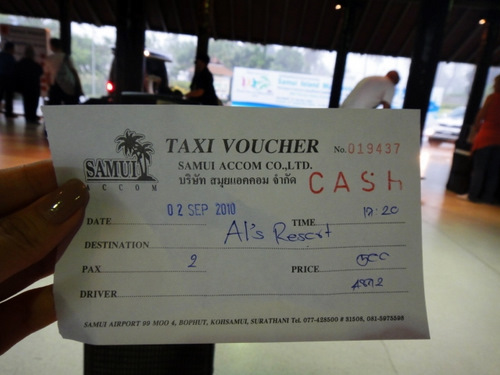 SAMUI
ACCOM
TAXI VOUCHER
No. 019437
SAMUI ACCOM CO.,LTD.
บริษัท สมุยแอคคอม จำกัด
CASH
DATE 02 SEP 2010 TIME 17.20
DESTINATION Al's Resort
PAX 2 PRICE 500
DRIVER
SAMUI AIRPORT 99 MOO 4, BOPHUT, KOHSAMUI, SURATHANI Tel. 077-428500 # 31508, 081-5975568